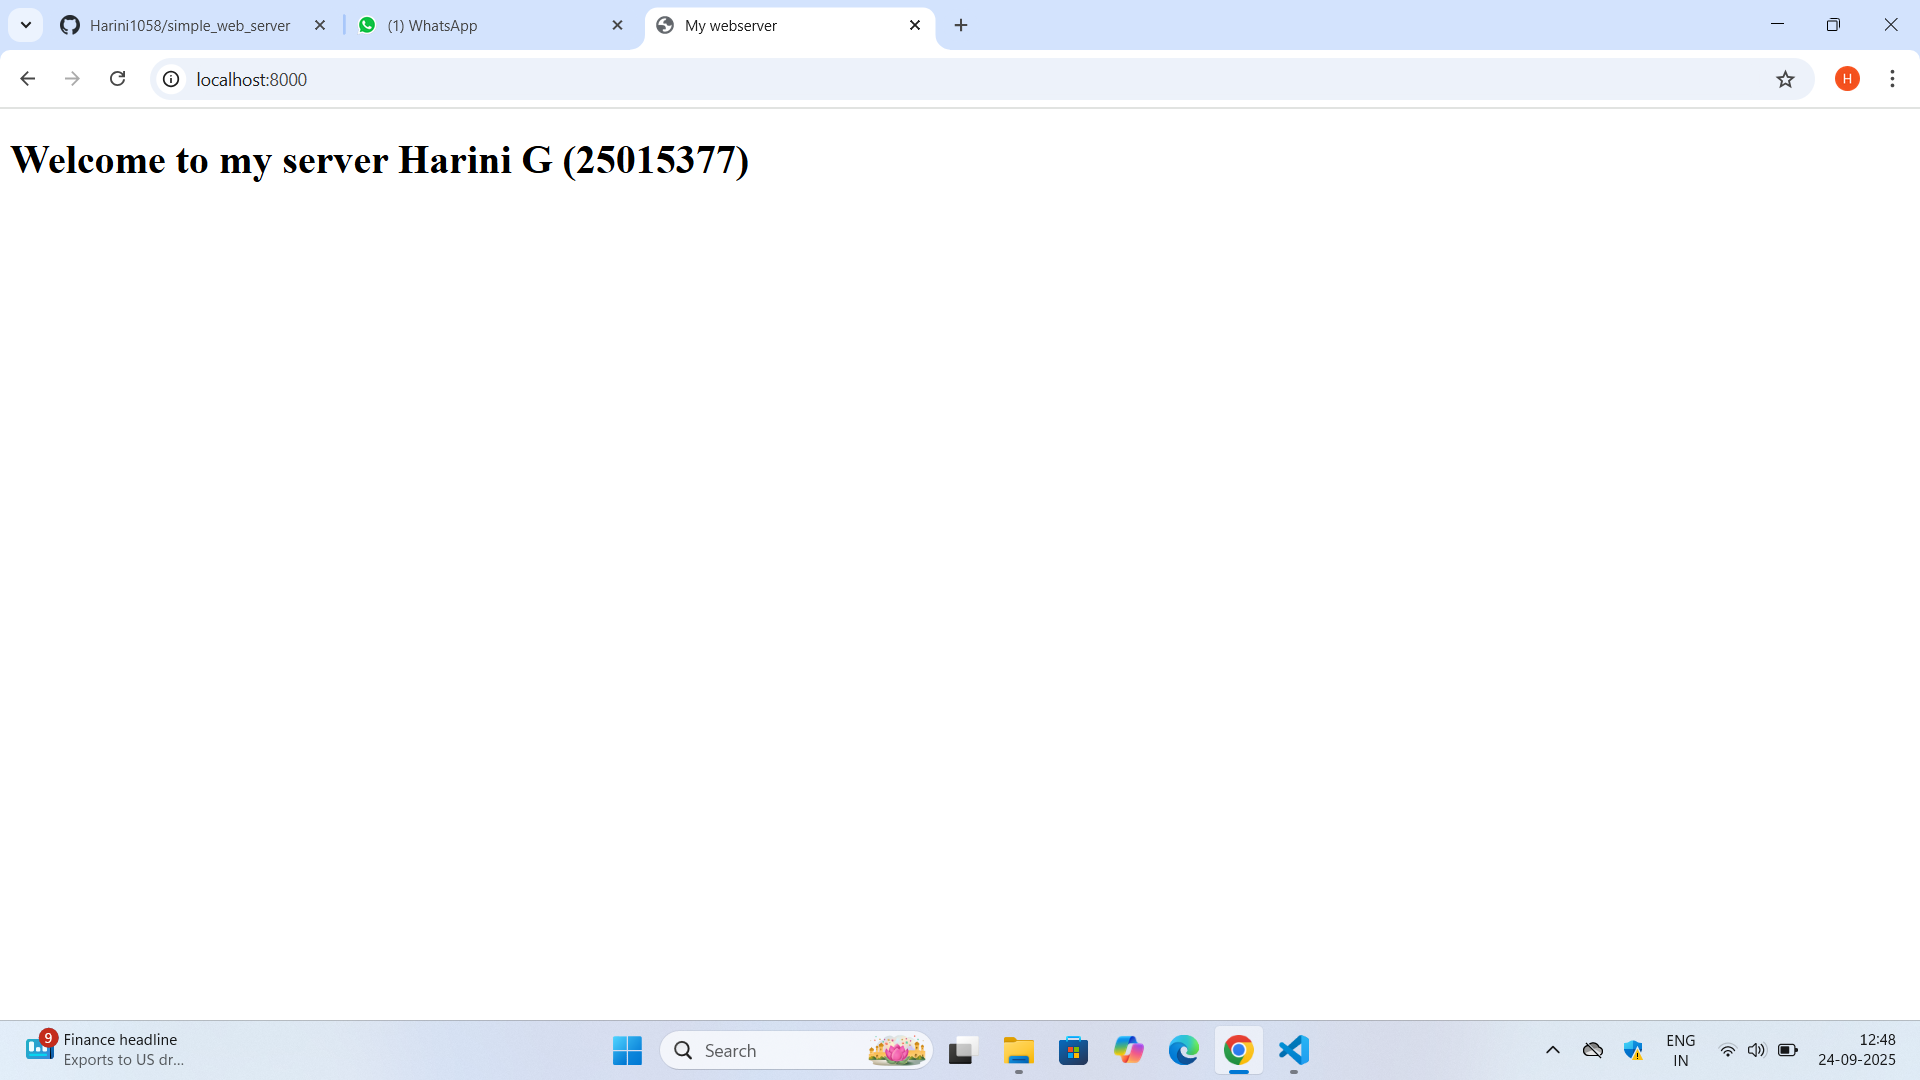 Harini1058/simple_web_server
(1) WhatsApp
My webserver
localhost:8000
H
Welcome to my server Harini G (25015377)
9
Finance headline
Exports to US dr...
Search
ENG
IN
12:48
24-09-2025